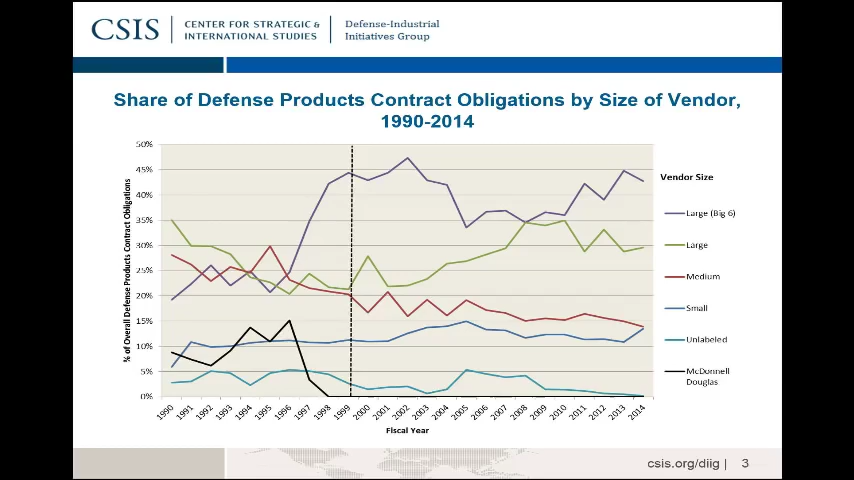 CSIS
CENTER FOR STRATEGIC &
INTERNATIONAL STUDIES
Defense-Industrial
Initiatives Group
Share of Defense Products Contract Obligations by Size of Vendor,
1990-2014
% of Overall Defense Products Contract Obligations
50%
45%
40%
35%
30%
25%
20%
15%
10%
5%
0%
1990 1991 1992 1993 1994 1995 1996 1997 1998 1999 2000 2001 2002 2003 2004 2005 2006 2007 2008 2009 2010 2011 2012 2013 2014
Fiscal Year
Vendor Size
Large (Big 6)
Large
Medium
Small
Unlabeled
McDonnell
Douglas
csis.org/diig | 3